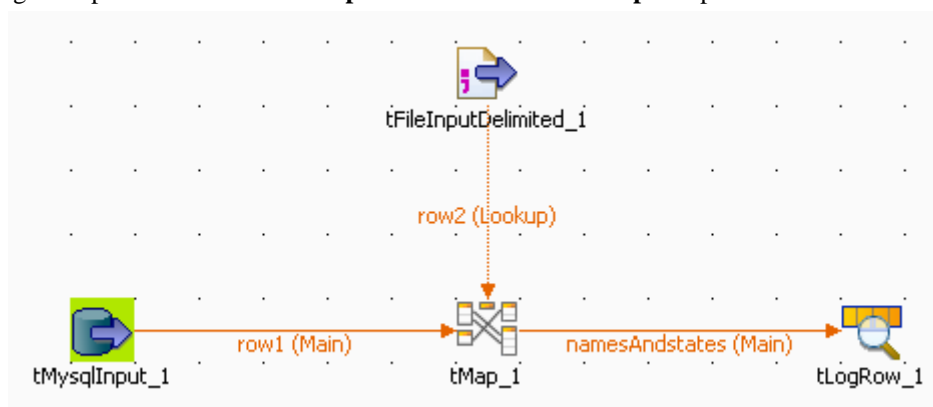 tFileInputDelimited_1
row2 (Lookup)
row1 (Main)
namesAndstates (Main)
tMysqlInput_1
tMap_1
tLogRow_1